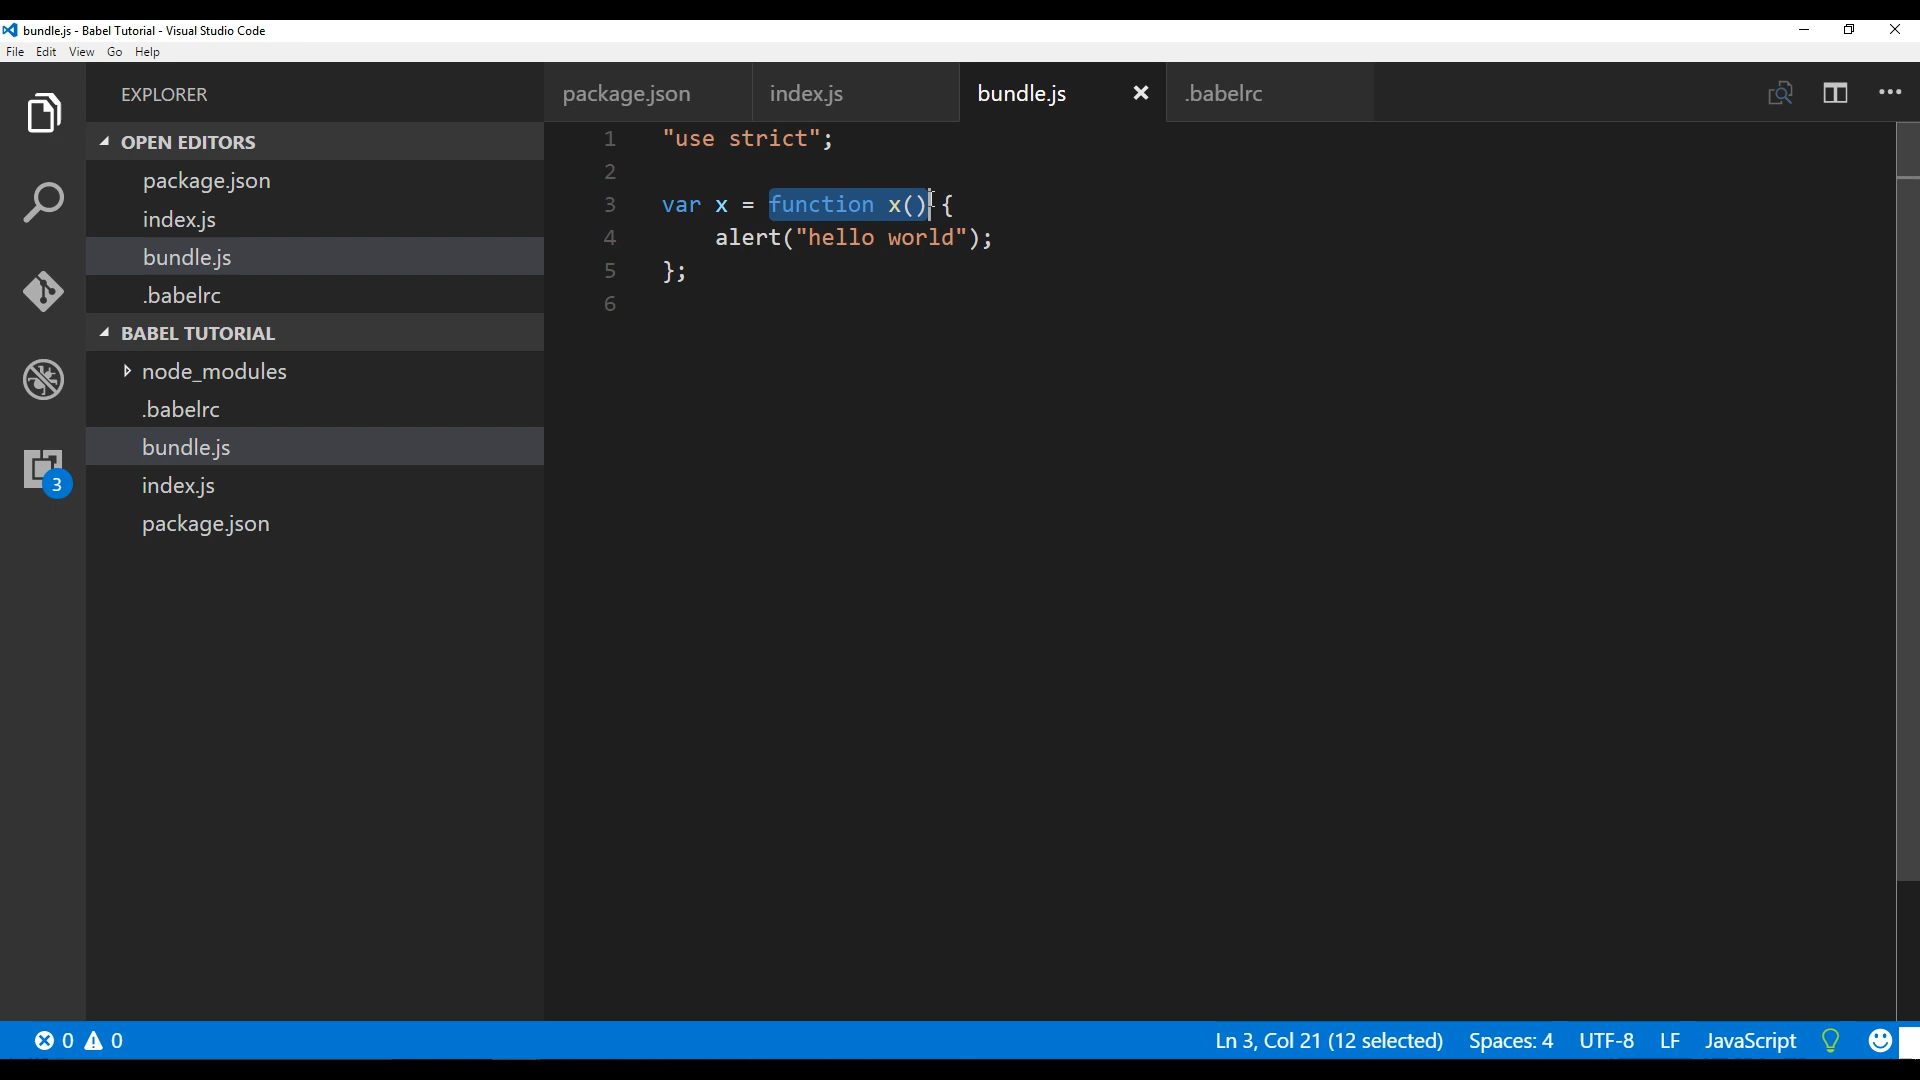 bundle.js - Babel Tutorial - Visual Studio Code
File Edit View Go Help
EXPLORER
OPEN EDITORS
package.json
index.js
bundle.js
.babelrc
BABEL TUTORIAL
node_modules
.babelrc
bundle.js
index.js
package.json
3
package.json index.js bundle.js .babelrc
1 "use strict";
2
3 var x = function x() {
4 alert("hello world");
5 };
6
0 0 Ln 3, Col 21 (12 selected) Spaces: 4 UTF-8 LF JavaScript